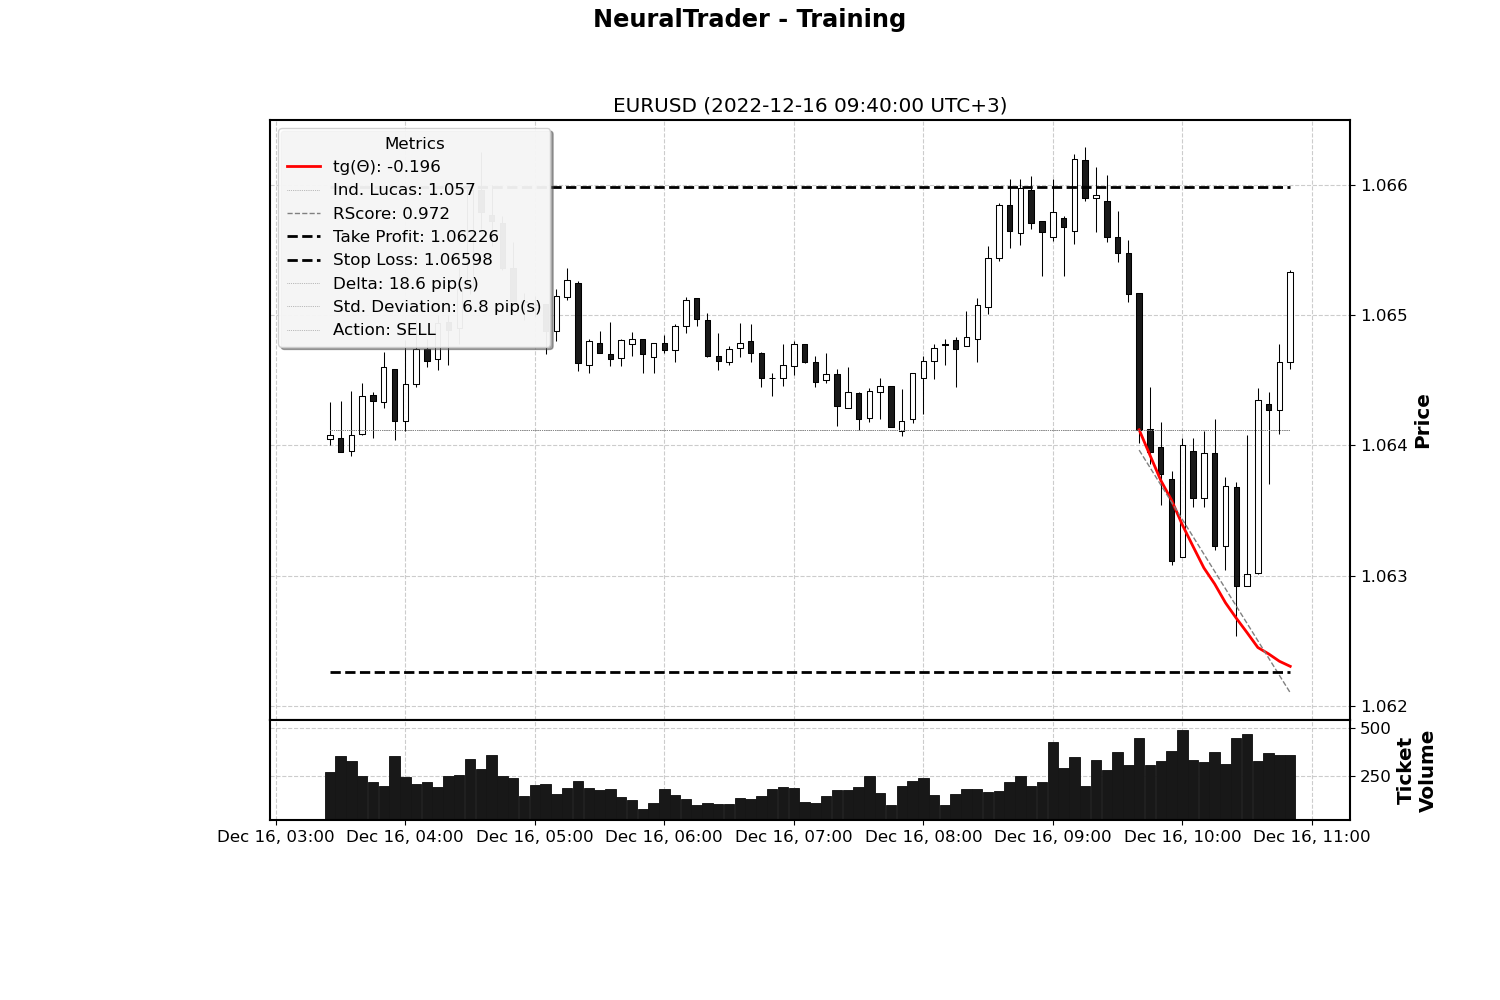 NeuralTrader - Training
EURUSD (2022-12-16 09:40:00 UTC+3)
Metrics
tg(Θ): -0.196
Ind. Lucas: 1.057
RScore: 0.972
Take Profit: 1.06226
Stop Loss: 1.06598
Delta: 18.6 pip(s)
Std. Deviation: 6.8 pip(s)
Action: SELL
1.066
1.065
1.064
1.063
1.062
Price
500
250
Ticket
Volume
Dec 16, 03:00 Dec 16, 04:00 Dec 16, 05:00 Dec 16, 06:00 Dec 16, 07:00 Dec 16, 08:00 Dec 16, 09:00 Dec 16, 10:00 Dec 16, 11:00